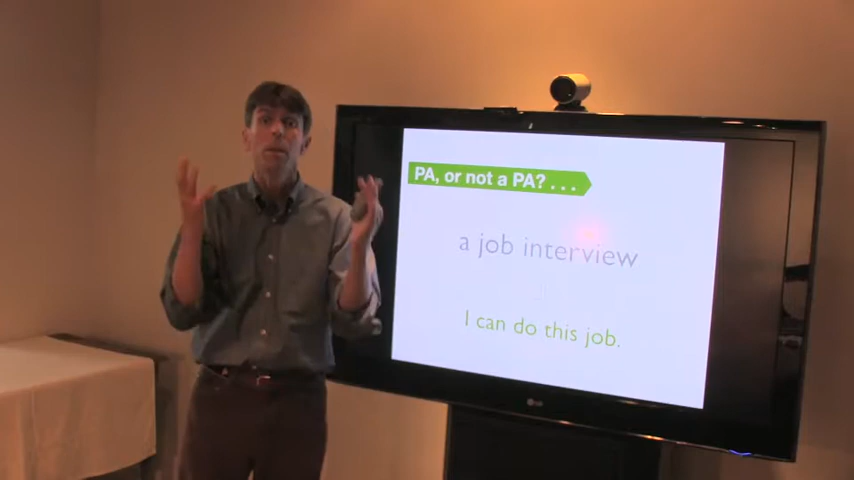 PA, or not a PA? . . .
a job interview
I can do this job.
LG